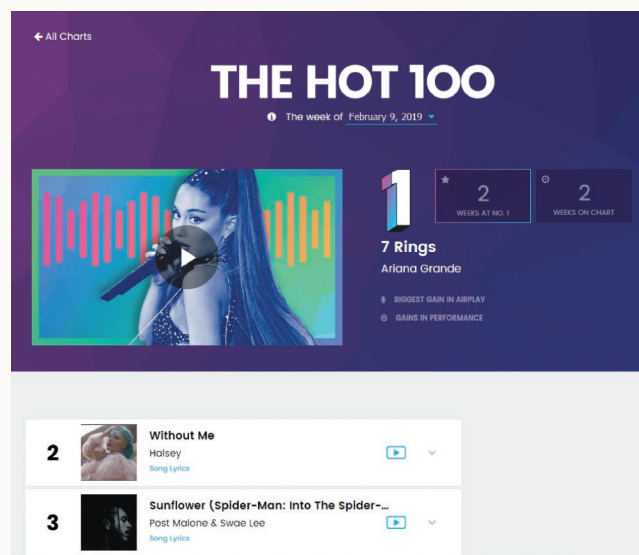 All Charts
THE HOT 100
The week of February 9, 2019
1
2
WEEKS AT NO. 1
2
WEEKS ON CHART
7 Rings
Ariana Grande
BIGGEST GAIN IN AIRPLAY
GAINS IN PERFORMANCE
2
Without Me
Halsey
Song Lyrics
3
Sunflower (Spider-Man: Into The Spider-...
Post Malone & Swae Lee
Song Lyrics